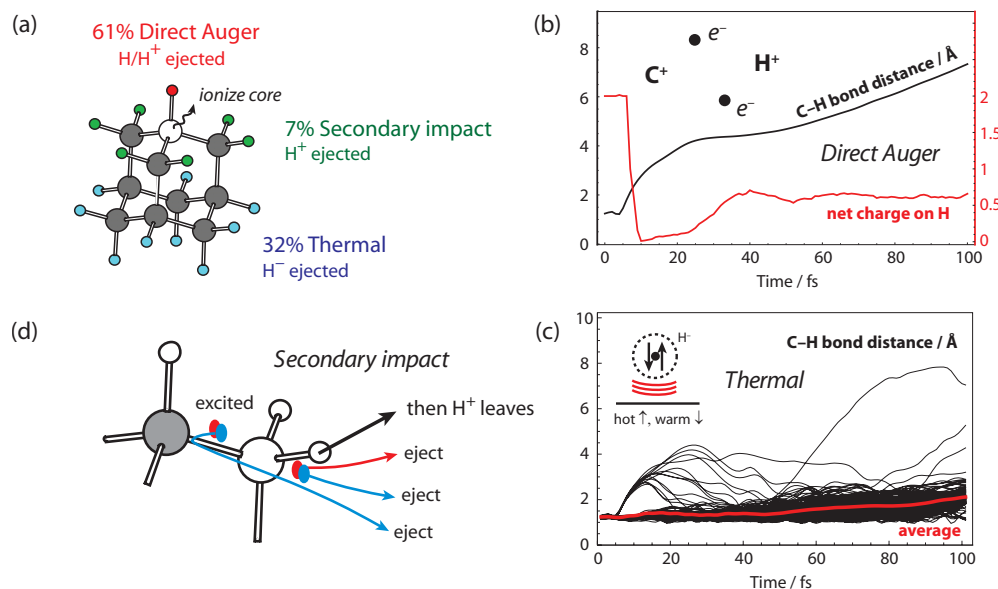 (a)
61% Direct Auger
H/H⁺ ejected
ionize core
7% Secondary impact
H⁺ ejected
32% Thermal
H⁻ ejected
(b)
8
6
4
2
0
C⁺
e⁻
H⁺
e⁻
C–H bond distance / Å
Direct Auger
net charge on H
2
1.5
1
0.5
0
0
20
40
60
80
100
Time / fs
(d)
Secondary impact
excited
then H⁺ leaves
eject
eject
eject
(c)
10
8
6
4
2
0
H⁻
C–H bond distance / Å
Thermal
hot ↑, warm ↓
average
0
20
40
60
80
100
Time / fs